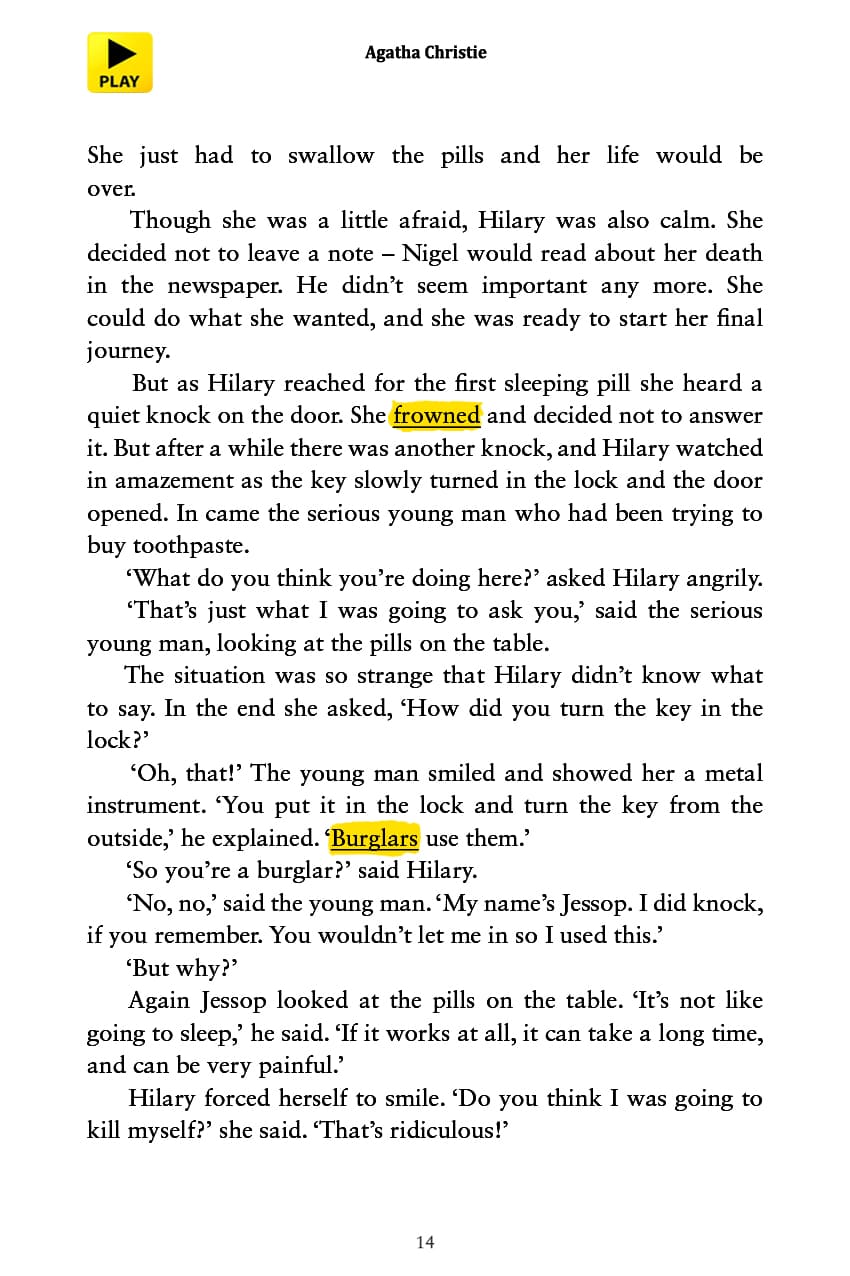 PLAY
Agatha Christie
She just had to swallow the pills and her life would be
over.
Though she was a little afraid, Hilary was also calm. She
decided not to leave a note – Nigel would read about her death
in the newspaper. He didn’t seem important any more. She
could do what she wanted, and she was ready to start her final
journey.
But as Hilary reached for the first sleeping pill she heard a
quiet knock on the door. She frowned and decided not to answer
it. But after a while there was another knock, and Hilary watched
in amazement as the key slowly turned in the lock and the door
opened. In came the serious young man who had been trying to
buy toothpaste.
‘What do you think you’re doing here?’ asked Hilary angrily.
‘That’s just what I was going to ask you,’ said the serious
young man, looking at the pills on the table.
The situation was so strange that Hilary didn’t know what
to say. In the end she asked, ‘How did you turn the key in the
lock?’
‘Oh, that!’ The young man smiled and showed her a metal
instrument. ‘You put it in the lock and turn the key from the
outside,’ he explained. ‘Burglars use them.’
‘So you’re a burglar?’ said Hilary.
‘No, no,’ said the young man. ‘My name’s Jessop. I did knock,
if you remember. You wouldn’t let me in so I used this.’
‘But why?’
Again Jessop looked at the pills on the table. ‘It’s not like
going to sleep,’ he said. ‘If it works at all, it can take a long time,
and can be very painful.’
Hilary forced herself to smile. ‘Do you think I was going to
kill myself?’ she said. ‘That’s ridiculous!’
14